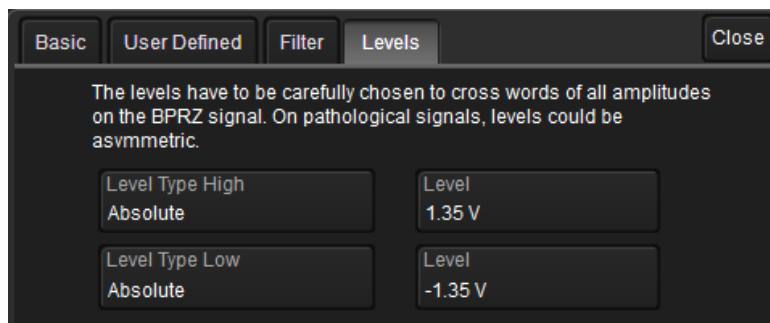 Basic User Defined Filter Levels Close
The levels have to be carefully chosen to cross words of all amplitudes
on the BPRZ signal. On pathological signals, levels could be
asymmetric.
Level Type High Level
Absolute 1.35 V
Level Type Low Level
Absolute -1.35 V